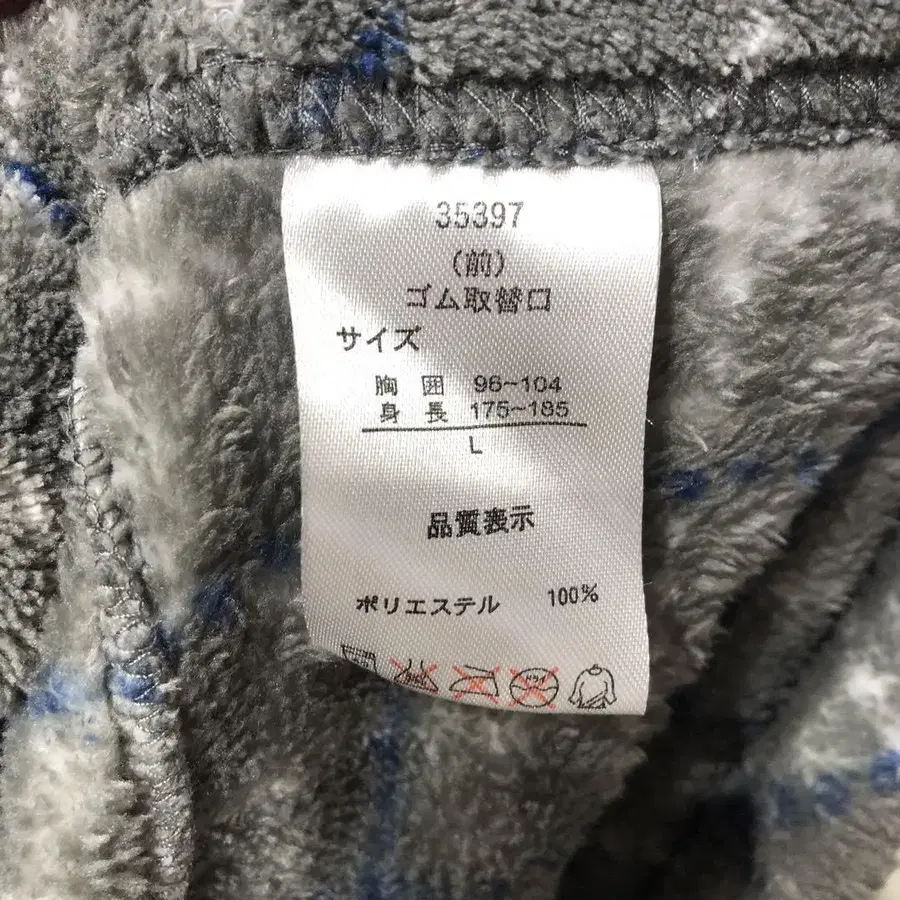 35397
(前)
ゴム取替口
サイズ
胸 囲 96~104
身 長 175~185
L
品質表示
ポリエステル 100%